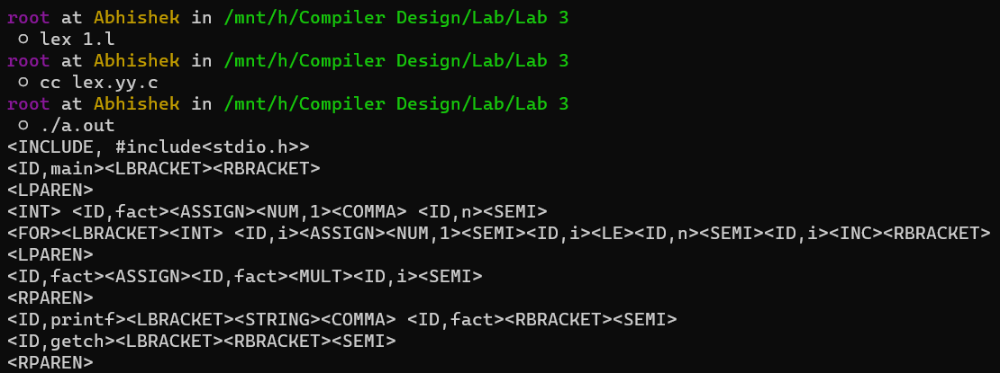 root at Abhishek in /mnt/h/Compiler Design/Lab/Lab 3
○ lex 1.l
root at Abhishek in /mnt/h/Compiler Design/Lab/Lab 3
○ cc lex.yy.c
root at Abhishek in /mnt/h/Compiler Design/Lab/Lab 3
○ ./a.out
<INCLUDE, #include<stdio.h>>
<ID,main><LBRACKET><RBRACKET>
<LPAREN>
<INT> <ID,fact><ASSIGN><NUM,1><COMMA> <ID,n><SEMI>
<FOR><LBRACKET><INT> <ID,i><ASSIGN><NUM,1><SEMI><ID,i><LE><ID,n><SEMI><ID,i><INC><RBRACKET>
<LPAREN>
<ID,fact><ASSIGN><ID,fact><MULT><ID,i><SEMI>
<RPAREN>
<ID,printf><LBRACKET><STRING><COMMA> <ID,fact><RBRACKET><SEMI>
<ID,getch><LBRACKET><RBRACKET><SEMI>
<RPAREN>